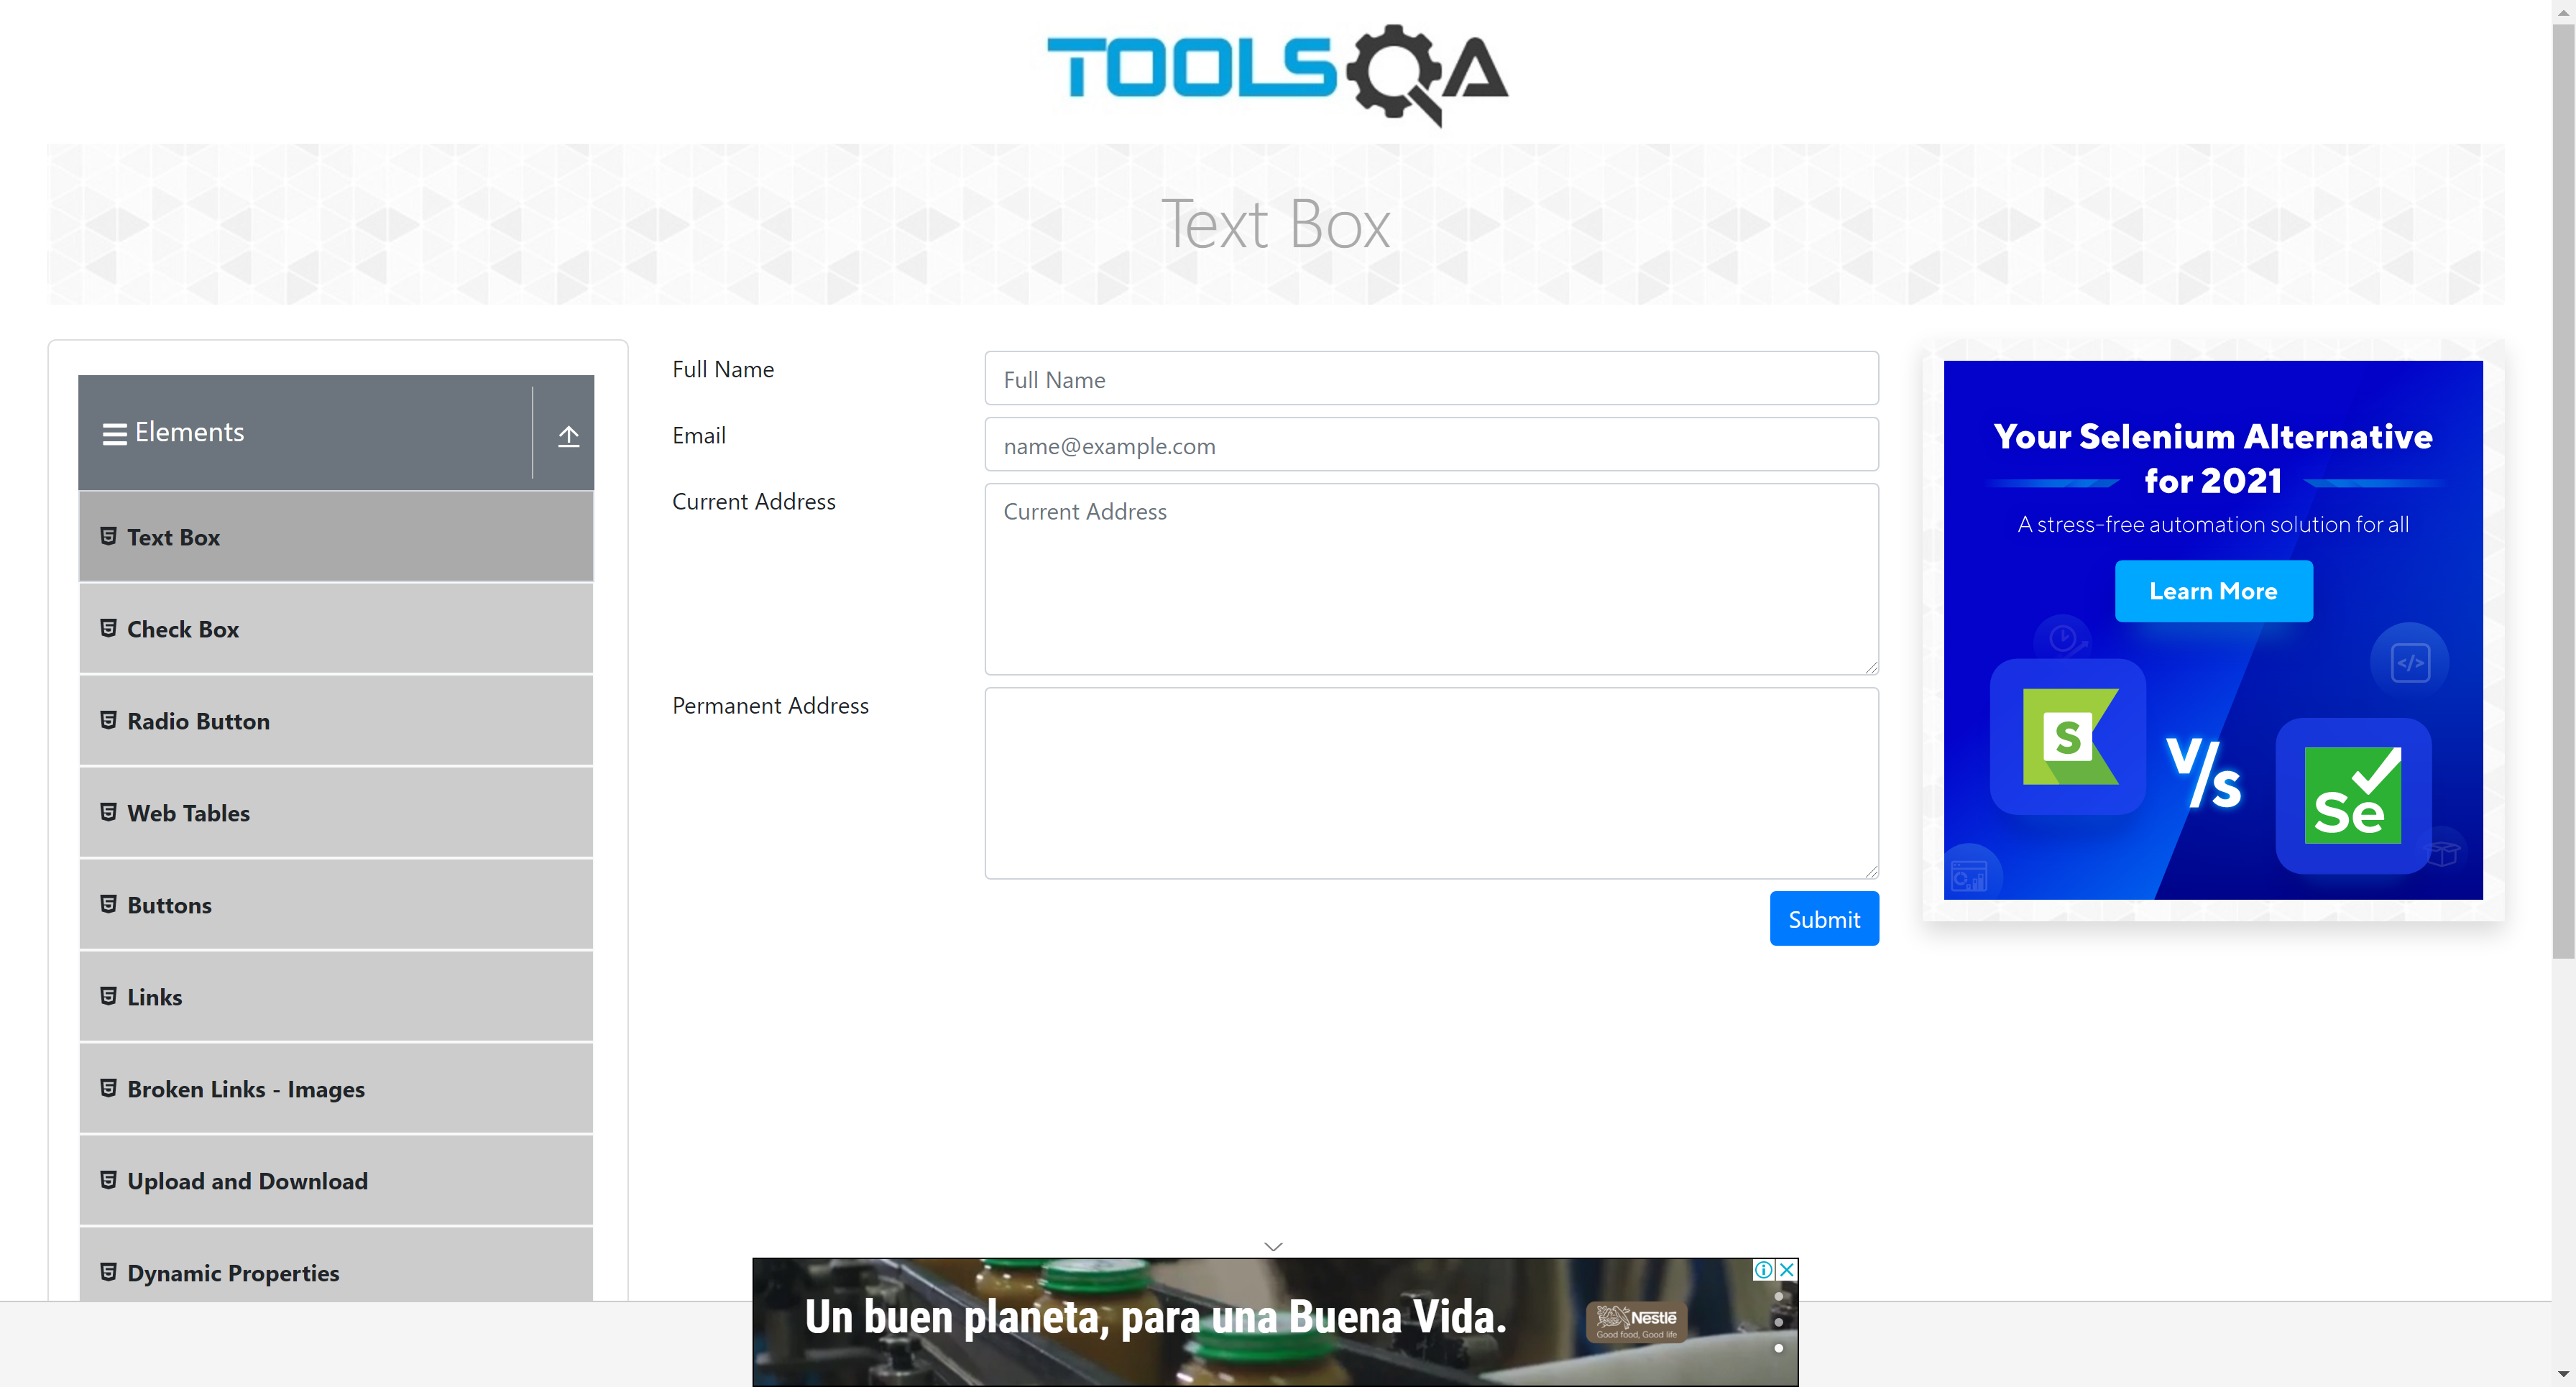 TOOLSQA
Text Box
Elements
Text Box
Check Box
Radio Button
Web Tables
Buttons
Links
Broken Links - Images
Upload and Download
Dynamic Properties
Full Name
Full Name
Email
name@example.com
Current Address
Current Address
Permanent Address
Submit
Your Selenium Alternative
for 2021
A stress-free automation solution for all
Learn More
</>
S
V/s
Se
Un buen planeta, para una Buena Vida.
Nestlé
Good food, Good life